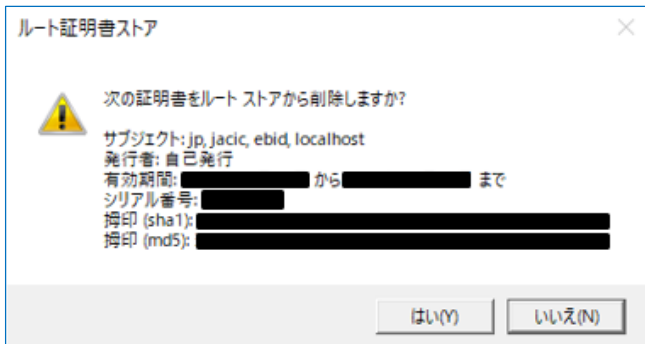 ルート証明書ストア
次の証明書をルート ストアから削除しますか?
サブジェクト: jp, jacic, ebid, localhost
発行者: 自己発行
有効期間: から まで
シリアル番号:
拇印 (sha1):
拇印 (md5):
はい(Y) いいえ(N)